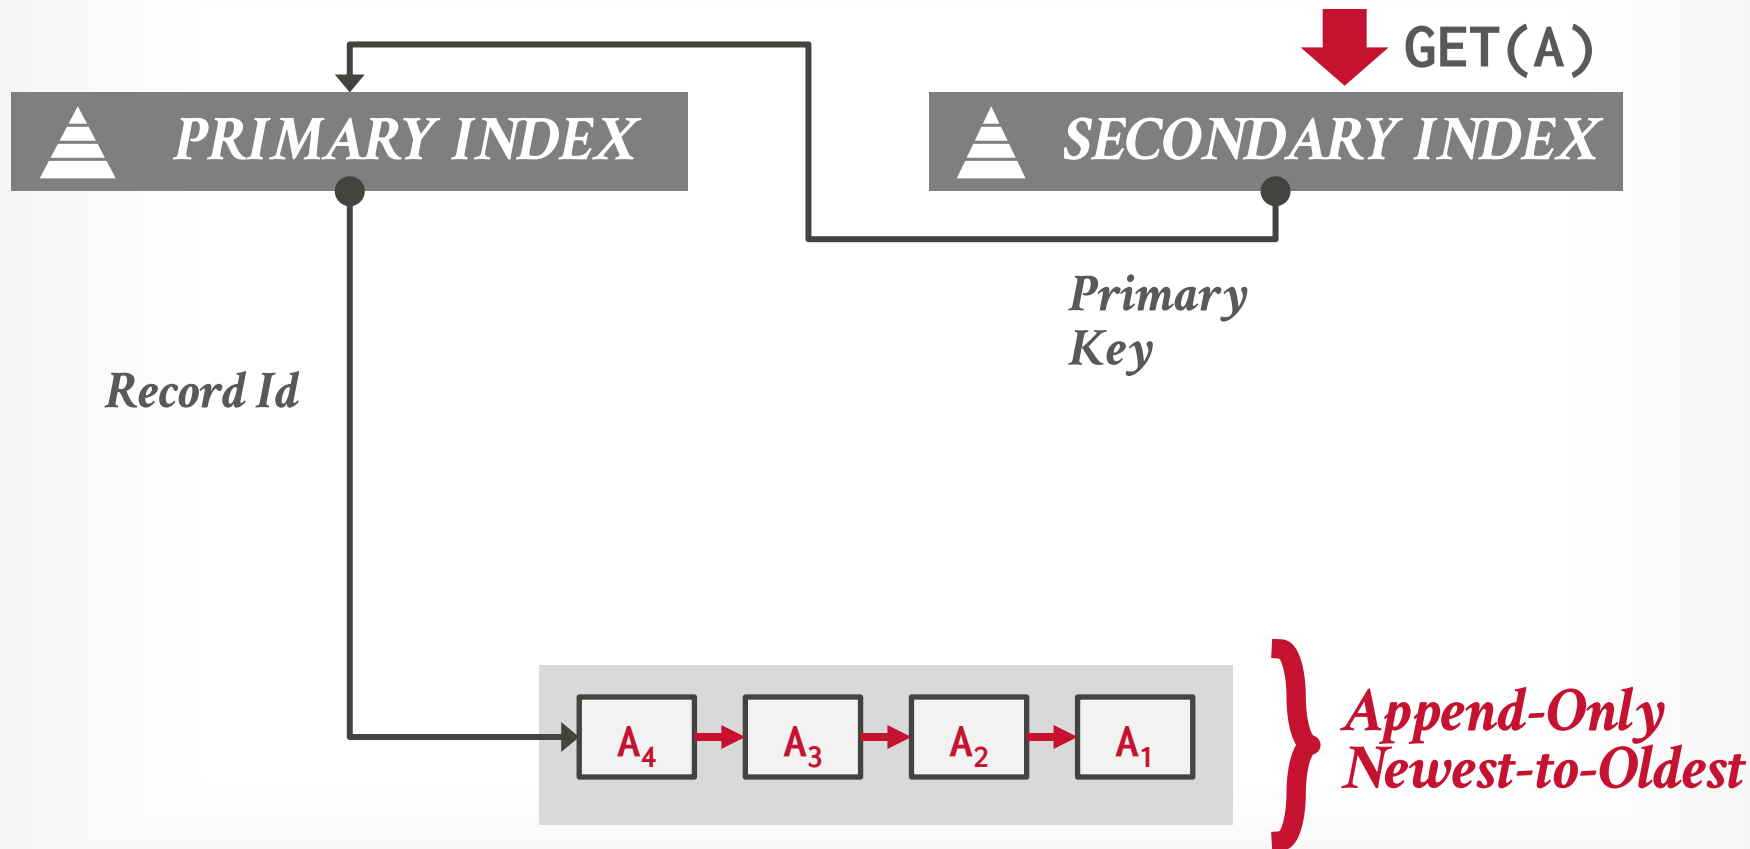 GET(A)
PRIMARY INDEX
SECONDARY INDEX
Primary
Key
Record Id
A4
A3
A2
A1
Append-Only
Newest-to-Oldest